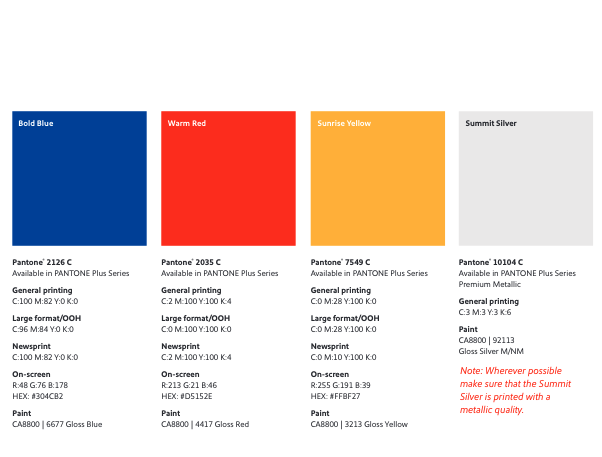 Bold Blue
Pantone® 2126 C
Available in PANTONE Plus Series
General printing
C:100 M:82 Y:0 K:0
Large format/OOH
C:96 M:84 Y:0 K:0
Newsprint
C:100 M:82 Y:0 K:0
On-screen
R:48 G:76 B:178
HEX: #304CB2
Paint
CA8800 | 6677 Gloss Blue
Warm Red
Pantone® 2035 C
Available in PANTONE Plus Series
General printing
C:2 M:100 Y:100 K:4
Large format/OOH
C:0 M:100 Y:100 K:0
Newsprint
C:2 M:100 Y:100 K:4
On-screen
R:213 G:21 B:46
HEX: #D5152E
Paint
CA8800 | 4417 Gloss Red
Sunrise Yellow
Pantone® 7549 C
Available in PANTONE Plus Series
General printing
C:0 M:28 Y:100 K:0
Large format/OOH
C:0 M:28 Y:100 K:0
Newsprint
C:0 M:10 Y:100 K:0
On-screen
R:255 G:191 B:39
HEX: #FFBF27
Paint
CA8800 | 3213 Gloss Yellow
Summit Silver
Pantone® 10104 C
Available in PANTONE Plus Series
Premium Metallic
General printing
C:3 M:3 Y:3 K:6
Paint
CA8800 | 92113
Gloss Silver M/NM
Note: Wherever possible
make sure that the Summit
Silver is printed with a
metallic quality.